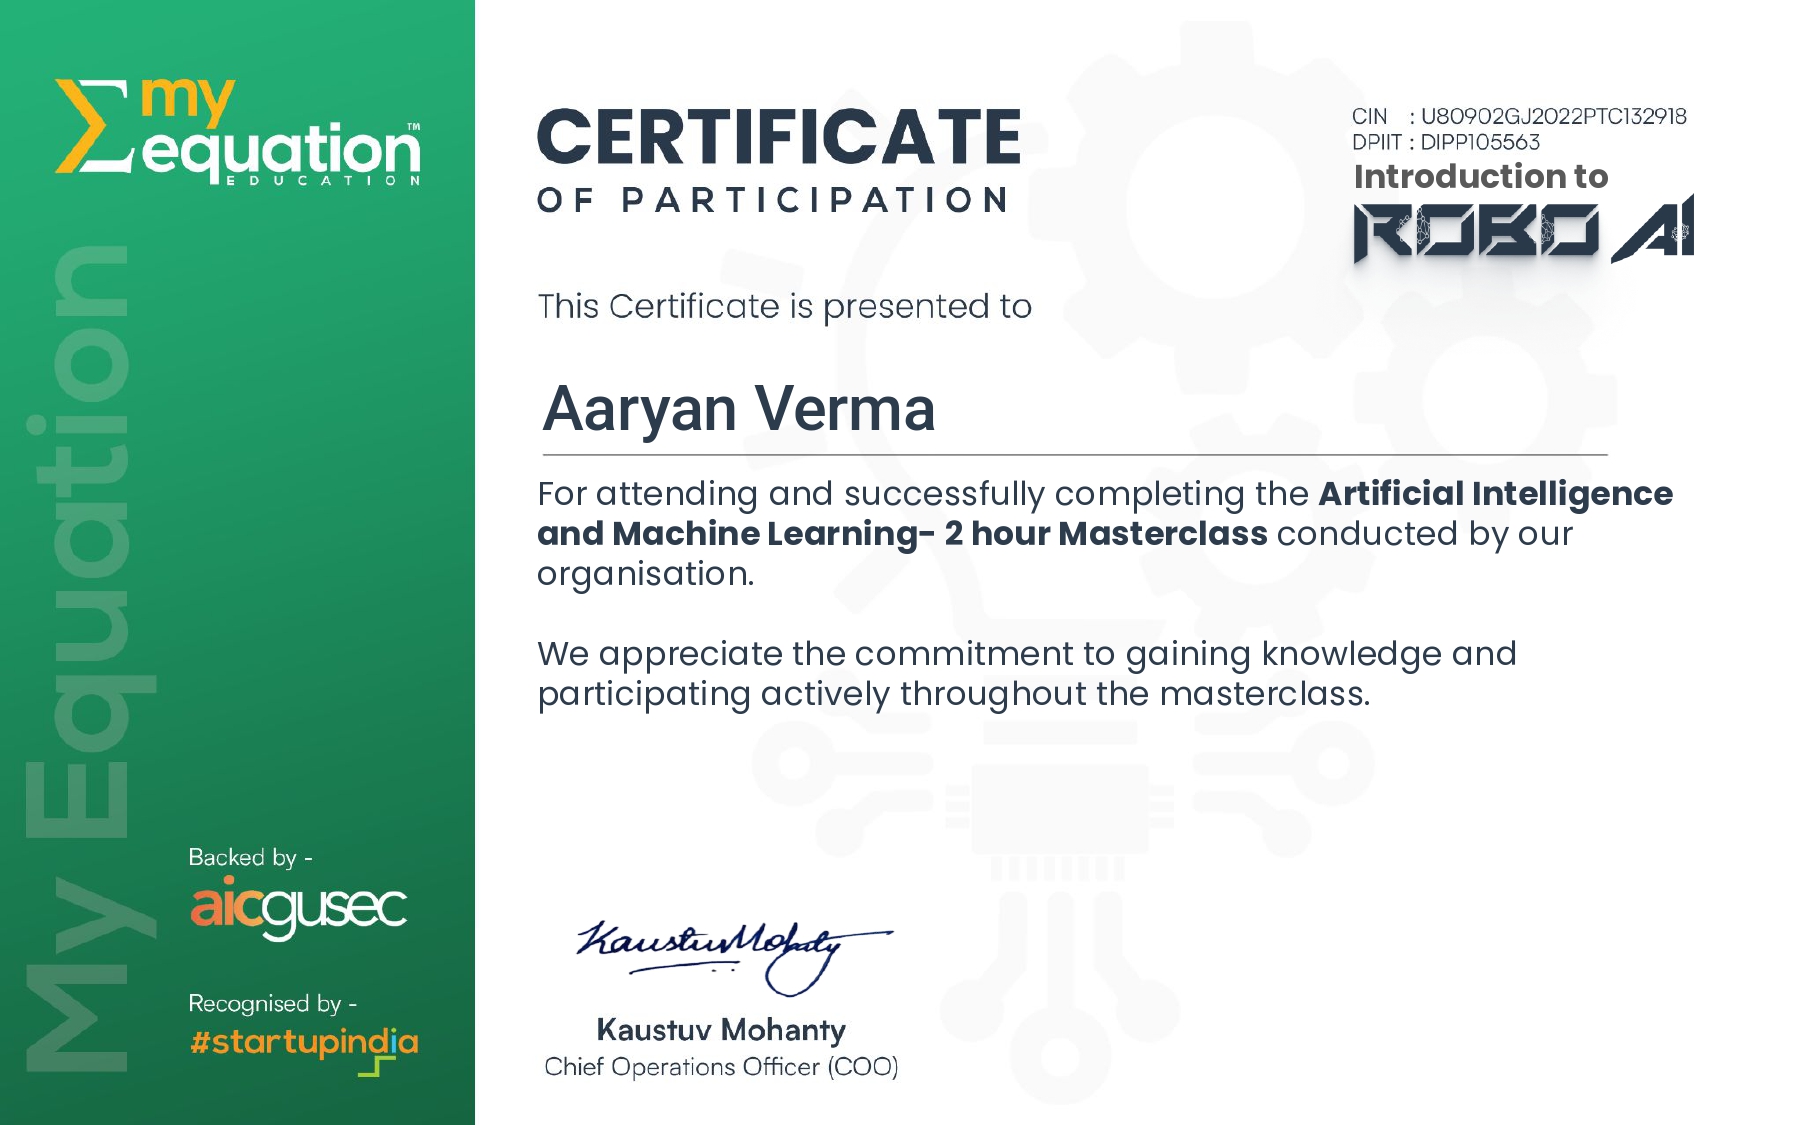 my
equation™
EDUCATION
My Equation
Backed by -
aicgusec
Recognised by -
#startupindia
CERTIFICATE
OF PARTICIPATION
CIN : U80902GJ2022PTC132918
DPIIT : DIPP105563
Introduction to
ROBO AI
This Certificate is presented to
Aaryan Verma
For attending and successfully completing the Artificial Intelligence
and Machine Learning- 2 hour Masterclass conducted by our
organisation.
We appreciate the commitment to gaining knowledge and
participating actively throughout the masterclass.
Kaustuv Mohanty
Kaustuv Mohanty
Chief Operations Officer (COO)